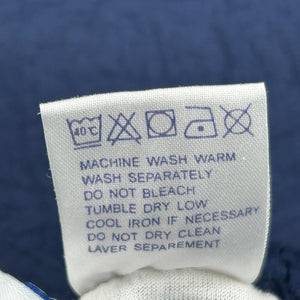 40°C
MACHINE WASH WARM
WASH SEPARATELY
DO NOT BLEACH
TUMBLE DRY LOW
COOL IRON IF NECESSARY
DO NOT DRY CLEAN
LAVER SEPAREMENT